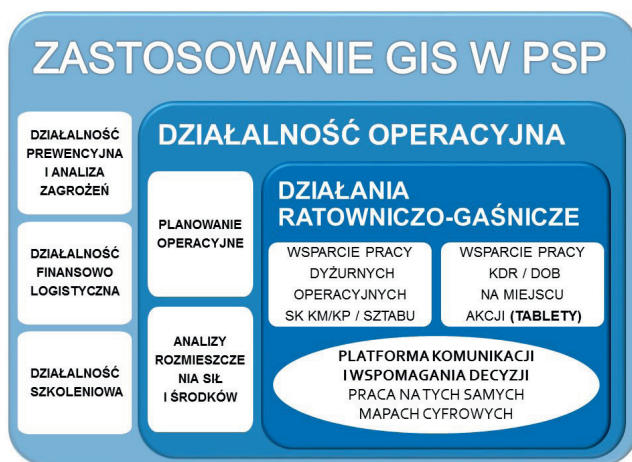 ZASTOSOWANIE GIS W PSP
DZIAŁALNOŚĆ
PREWENCYJNA
I ANALIZA
ZAGROŻEŃ
DZIAŁALNOŚĆ
FINANSOWO
LOGISTYCZNA
DZIAŁALNOŚĆ
SZKOLENIOWA
DZIAŁALNOŚĆ OPERACYJNA
PLANOWANIE
OPERACYJNE
ANALIZY
ROZMIESZCZE
NIA SIŁ
I ŚRODKÓW
DZIAŁANIA
RATOWNICZO-GAŚNICZE
WSPARCIE PRACY
DYŻURNYCH
OPERACYJNYCH
SK KM/KP / SZTABU
WSPARCIE PRACY
KDR / DOB
NA MIEJSCU
AKCJI (TABLETY)
PLATFORMA KOMUNIKACJI
I WSPOMAGANIA DECYZJI
PRACA NA TYCH SAMYCH
MAPACH CYFROWYCH